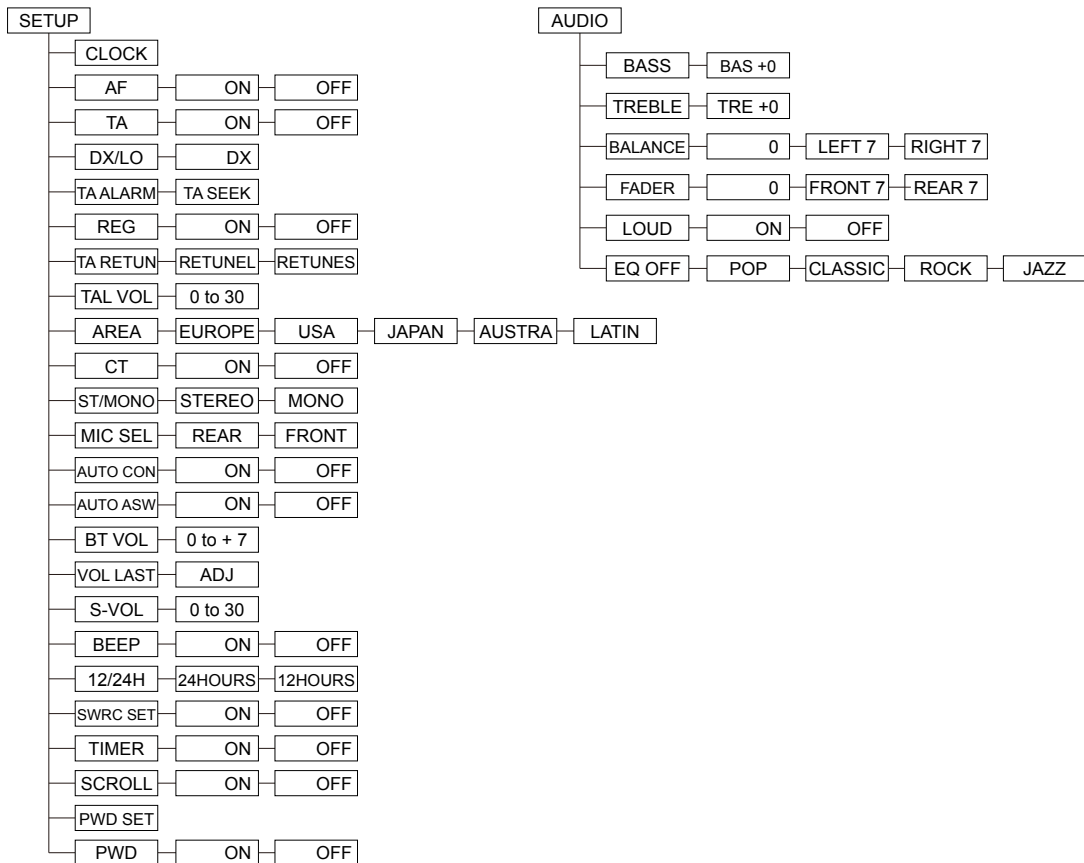 SETUP
CLOCK
AF ON OFF
TA ON OFF
DX/LO DX
TA ALARM TA SEEK
REG ON OFF
TA RETUN RETUNEL RETUNES
TAL VOL 0 to 30
AREA EUROPE USA JAPAN AUSTRA LATIN
CT ON OFF
ST/MONO STEREO MONO
MIC SEL REAR FRONT
AUTO CON ON OFF
AUTO ASW ON OFF
BT VOL 0 to + 7
VOL LAST ADJ
S-VOL 0 to 30
BEEP ON OFF
12/24H 24HOURS 12HOURS
SWRC SET ON OFF
TIMER ON OFF
SCROLL ON OFF
PWD SET
PWD ON OFF
AUDIO
BASS BAS +0
TREBLE TRE +0
BALANCE 0 LEFT 7 RIGHT 7
FADER 0 FRONT 7 REAR 7
LOUD ON OFF
EQ OFF POP CLASSIC ROCK JAZZ